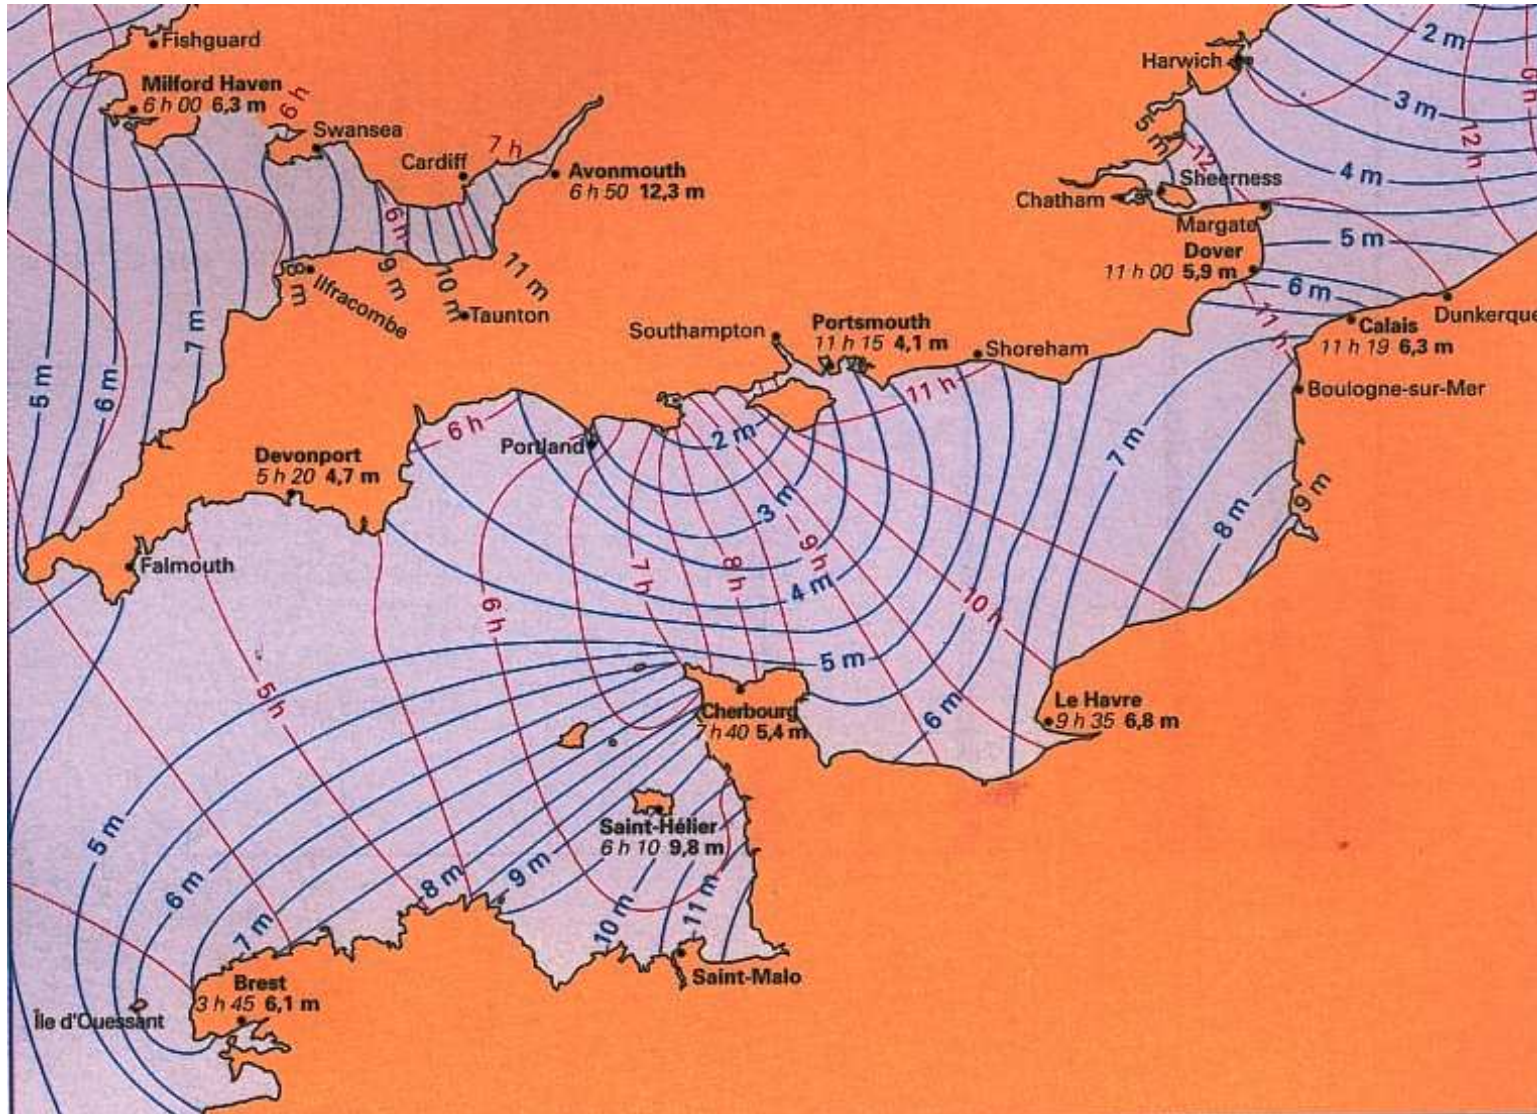 Fishguard
Milford Haven
6 h 00 6,3 m
6 h
Swansea
Cardiff
7 h
Avonmouth
6 h 50 12,3 m
6 h
8 m
Ilfracombe
9 m
10 m
11 m
Taunton
7 m
6 m
5 m
Harwich
2 m
3 m
4 m
5 m
12 h
12
Sheerness
Chatham
Margate
5 m
Dover
11 h 00 5,9 m
6 m
11 h
Dunkerque
Calais
11 h 19 6,3 m
Boulogne-sur-Mer
Southampton
Portsmouth
11 h 15 4,1 m
Shoreham
11 h
Devonport
5 h 20 4,7 m
6 h
Portland
2 m
3 m
4 m
5 m
6 m
7 m
8 m
9 m
Falmouth
5 h
6 h
7 h
8 h
9 h
10 h
Cherbourg
7 h 40 5,4 m
Le Havre
9 h 35 6,8 m
Saint-Hélier
6 h 10 9,8 m
5 m
6 m
7 m
8 m
9 m
10 m
11 m
Saint-Malo
Brest
3 h 45 6,1 m
Île d'Ouessant